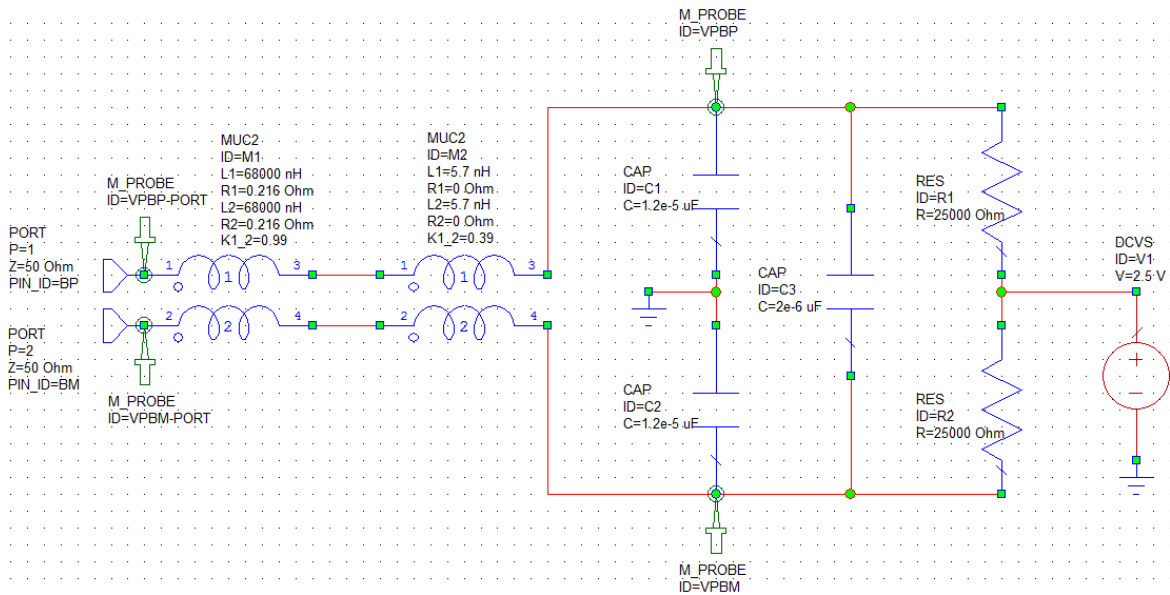 M_PROBE
ID=VPBP
MUC2
ID=M1
L1=68000 nH
R1=0.216 Ohm
L2=68000 nH
R2=0.216 Ohm
K1_2=0.99
MUC2
ID=M2
L1=5.7 nH
R1=0 Ohm
L2=5.7 nH
R2=0 Ohm
K1_2=0.39
M_PROBE
ID=VPBP-PORT
PORT
P=1
Z=50 Ohm
PIN_ID=BP
1
1
3
1
1
3
2
2
4
2
2
4
PORT
P=2
Z=50 Ohm
PIN_ID=BM
M_PROBE
ID=VPBM-PORT
CAP
ID=C1
C=1.2e-5 uF
CAP
ID=C3
C=2e-6 uF
CAP
ID=C2
C=1.2e-5 uF
RES
ID=R1
R=25000 Ohm
DCVS
ID=V1
V=2.5 V
RES
ID=R2
R=25000 Ohm
M_PROBE
ID=VPBM